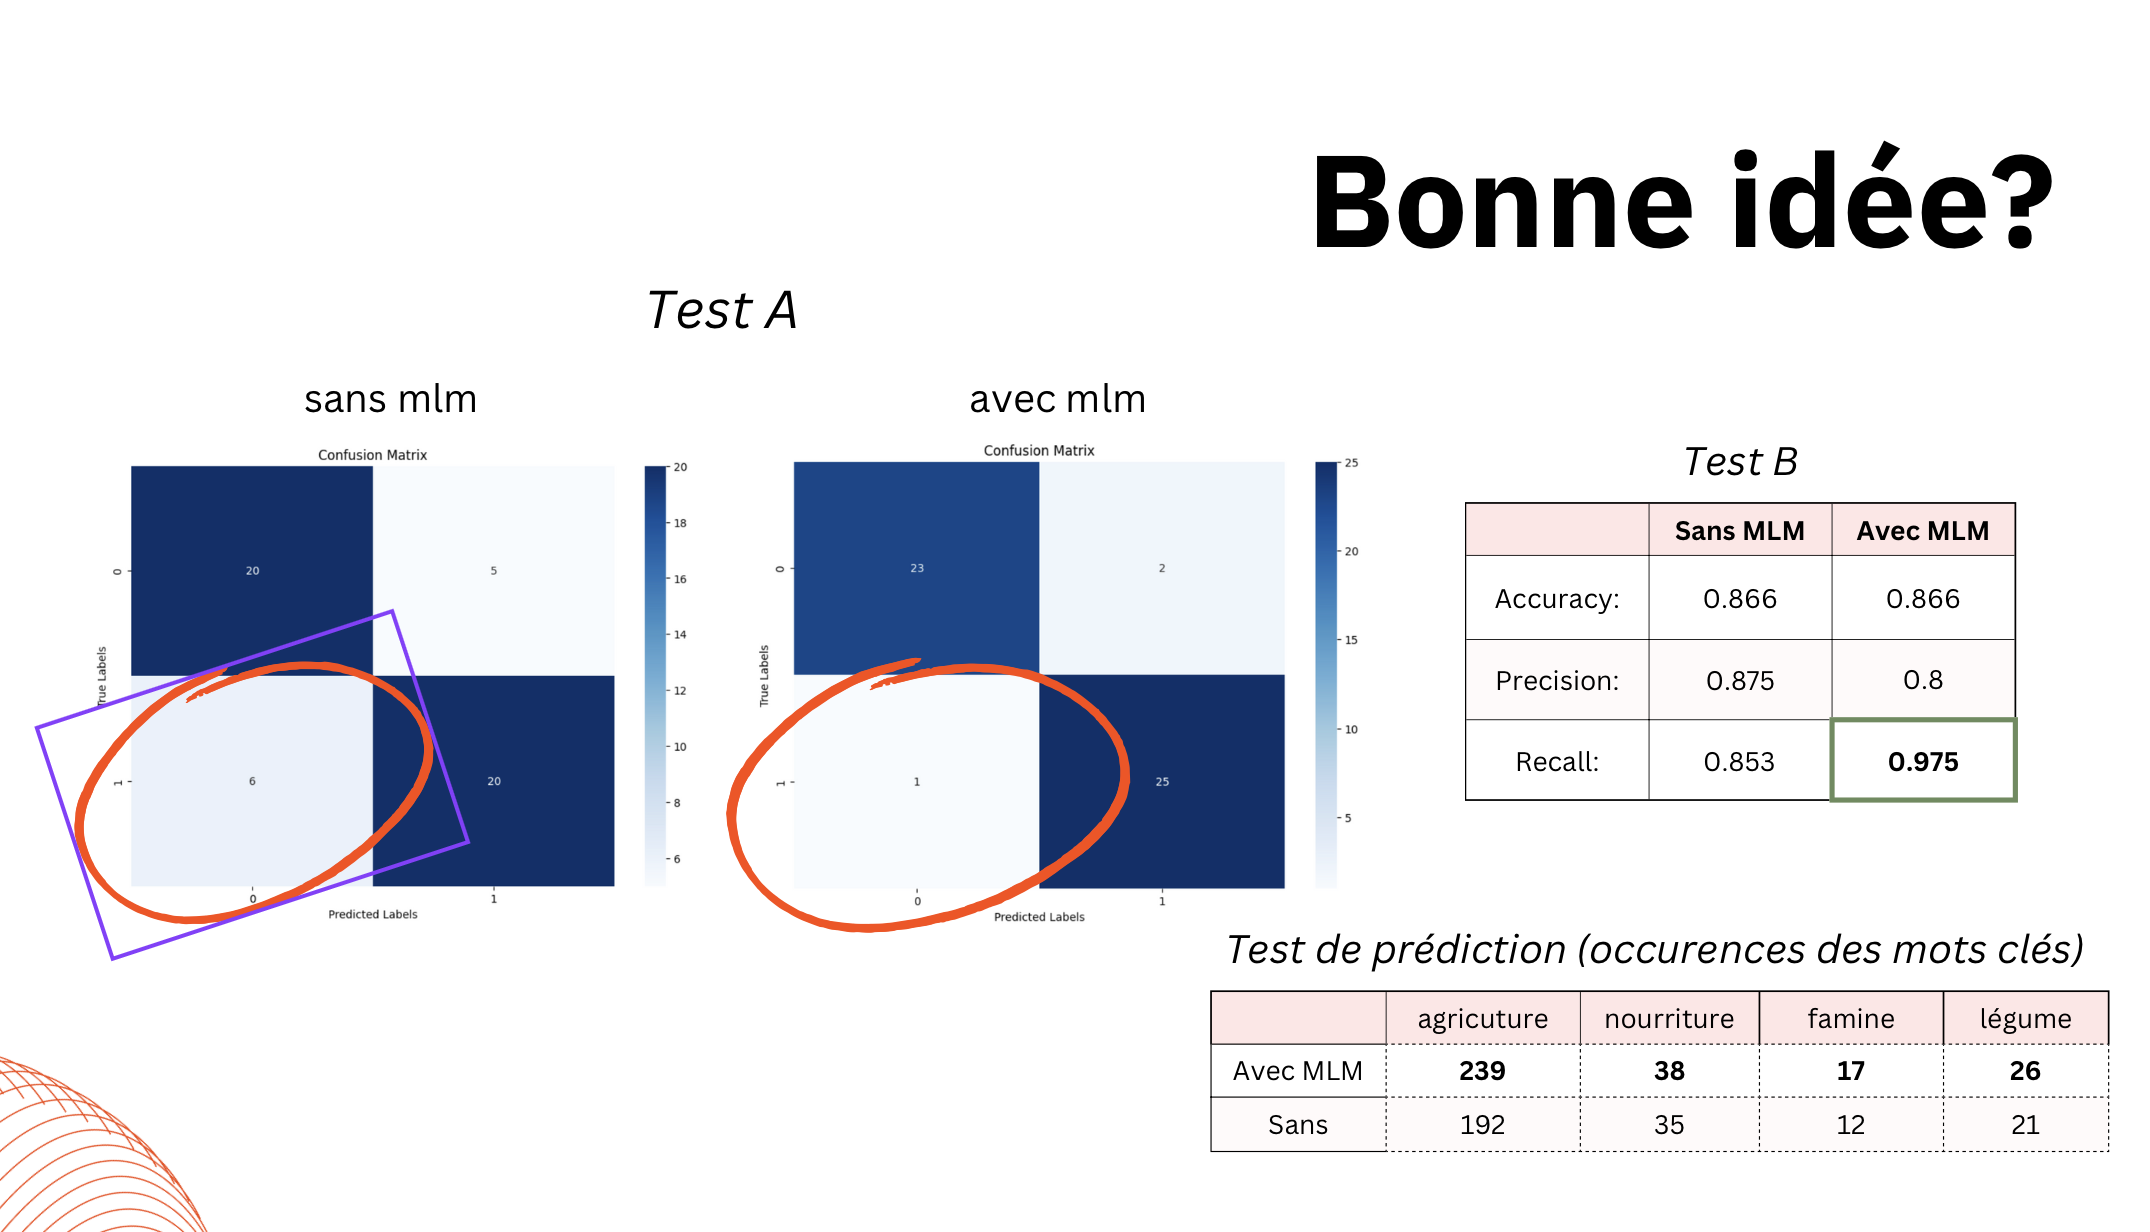 Bonne idée?
Test A
sans mlm
avec mlm
Confusion Matrix
20
5
6
20
0
1
True Labels
0
1
Predicted Labels
20
18
16
14
12
10
8
6
Confusion Matrix
23
2
1
25
0
1
True Labels
0
1
Predicted Labels
25
20
15
10
5
Test B
Sans MLM Avec MLM
Accuracy: 0.866 0.866
Precision: 0.875 0.8
Recall: 0.853 0.975
Test de prédiction (occurences des mots clés)
agricuture nourriture famine légume
Avec MLM 239 38 17 26
Sans 192 35 12 21